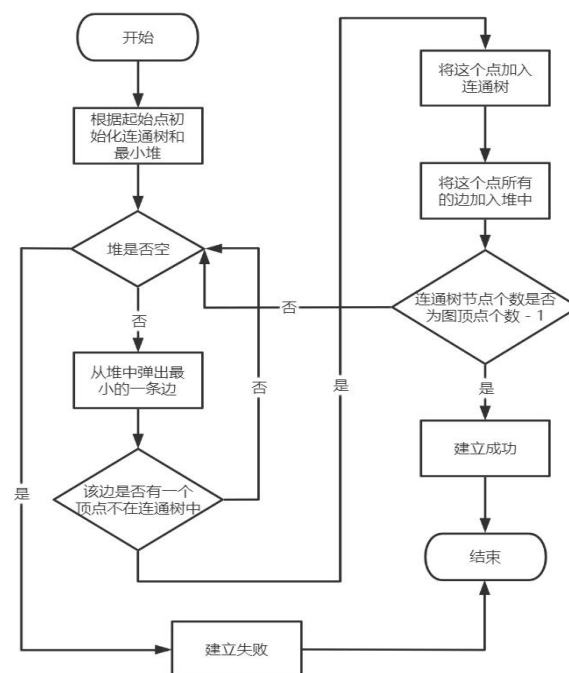 开始
根据起始点初
始化连通树和
最小堆
堆是否空
否
从堆中弹出最
小的一条边
该边是否有一个
顶点不在连通树中
否
是
是
将这个点加入
连通树
将这个点所有
的边加入堆中
连通树节点个数是否
为图顶点个数 - 1
否
是
建立成功
结束
建立失败